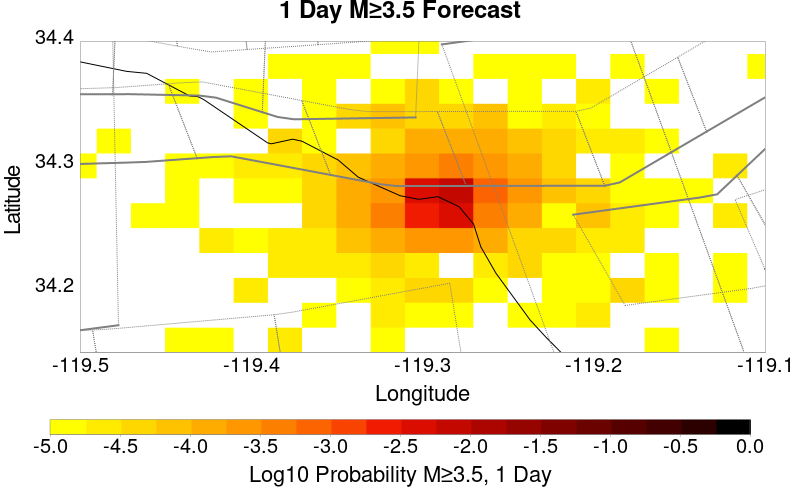 1 Day M≥3.5 Forecast
34.4
34.3
34.2
Latitude
-119.5 -119.4 -119.3 -119.2 -119.1
Longitude
-5.0 -4.5 -4.0 -3.5 -3.0 -2.5 -2.0 -1.5 -1.0 -0.5 0.0
Log10 Probability M≥3.5, 1 Day